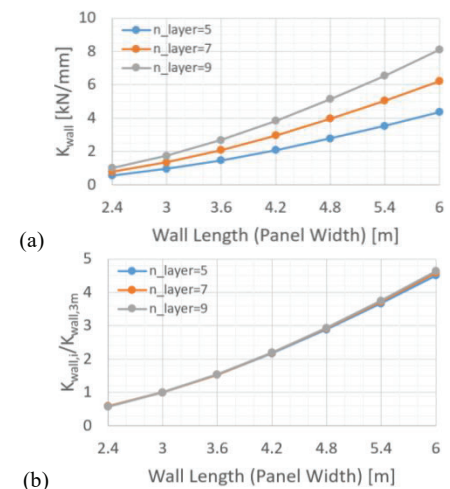 10
8
6
4
2
0
K_wall [kN/mm]
n_layer=5
n_layer=7
n_layer=9
2.4 3 3.6 4.2 4.8 5.4 6
Wall Length (Panel Width) [m]
(a)
5
4
3
2
1
0
K_wall,i/K_wall,3m
n_layer=5
n_layer=7
n_layer=9
2.4 3 3.6 4.2 4.8 5.4 6
Wall Length (Panel Width) [m]
(b)